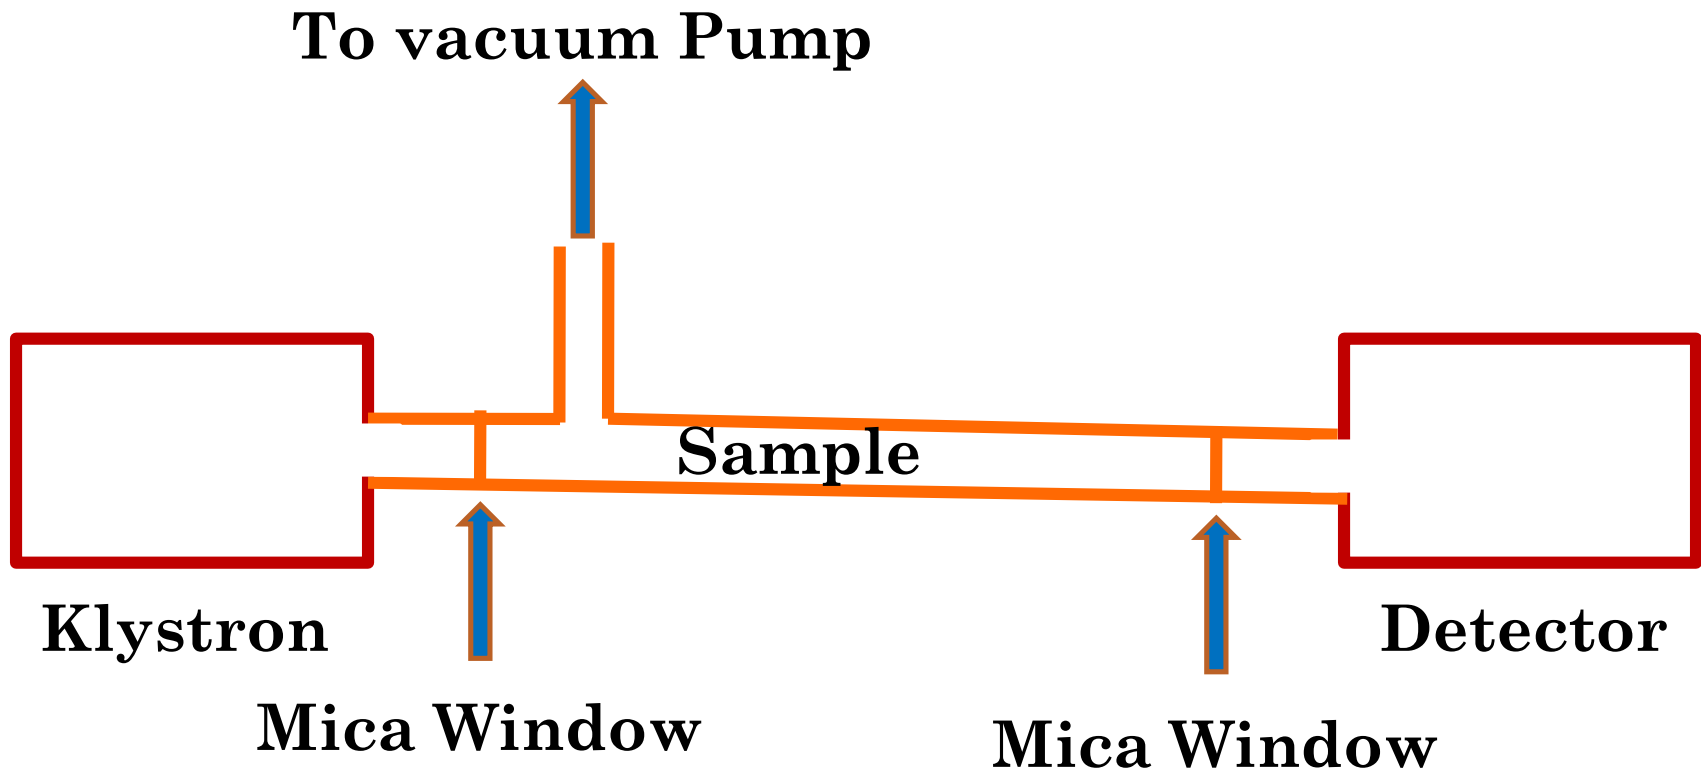 To vacuum Pump
Sample
Klystron
Detector
Mica Window
Mica Window